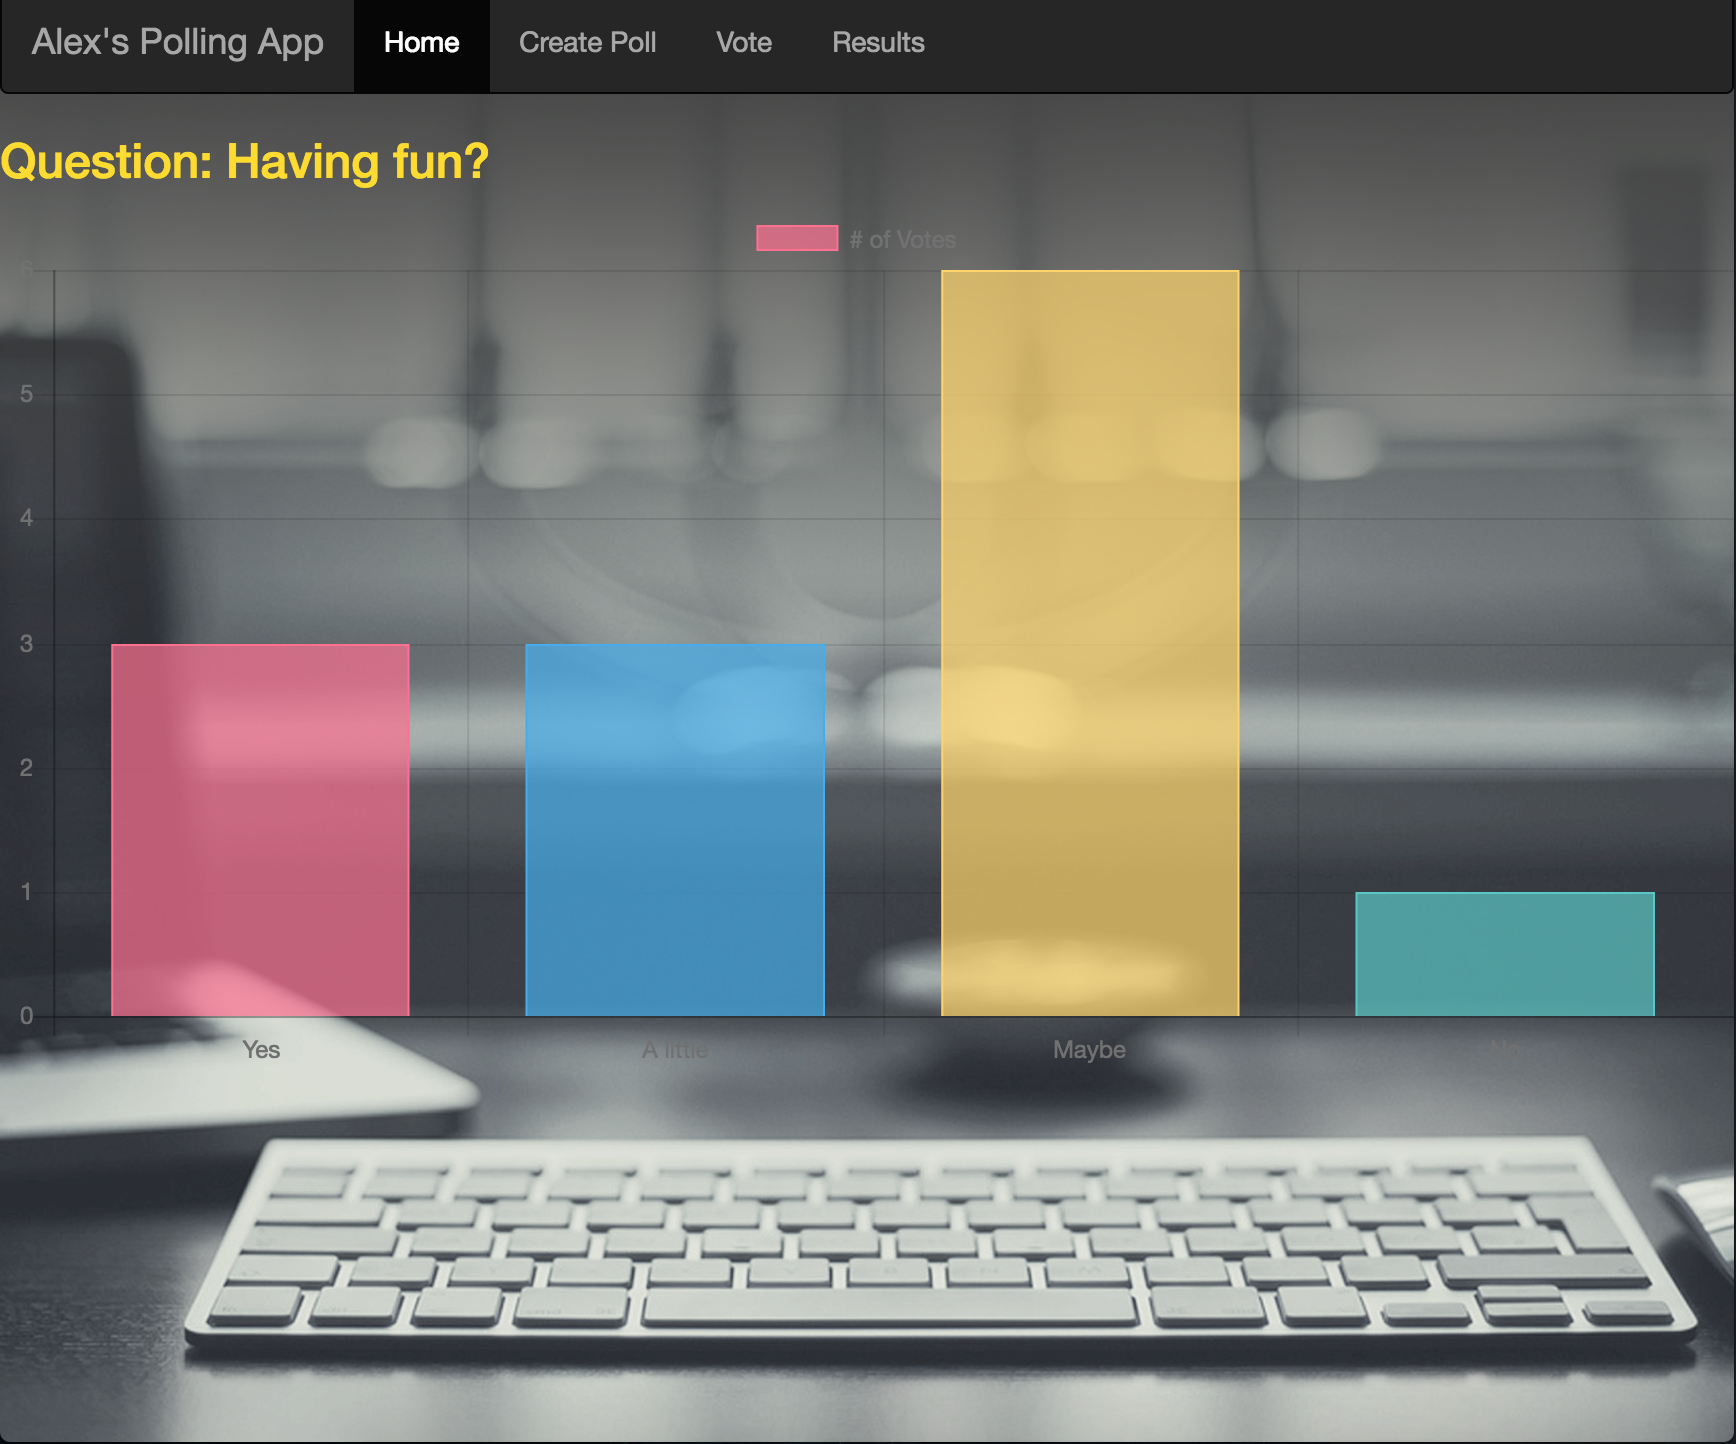 Alex's Polling App Home Create Poll Vote Results
Question: Having fun?
# of Votes
6
5
4
3
2
1
0
Yes A little Maybe